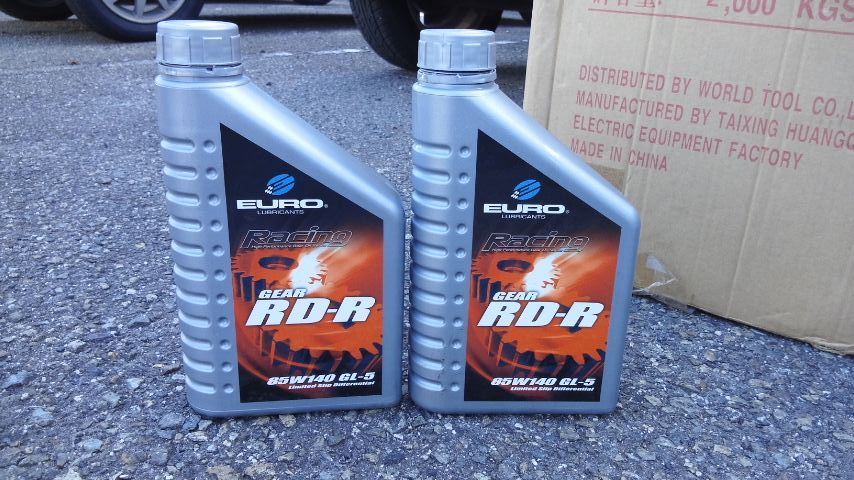 EURO®
LUBRICANTS
Racing
GEAR
RD-R
85W140 GL-5
Limited Slip Differential
EURO®
LUBRICANTS
Racing
GEAR
RD-R
85W140 GL-5
Limited Slip Differential
2,000 KGS
DISTRIBUTED BY WORLD TOOL CO.,
MANUFACTURED BY TAIXING
ELECTRIC EQUIPMENT FACTORY
MADE IN CHINA